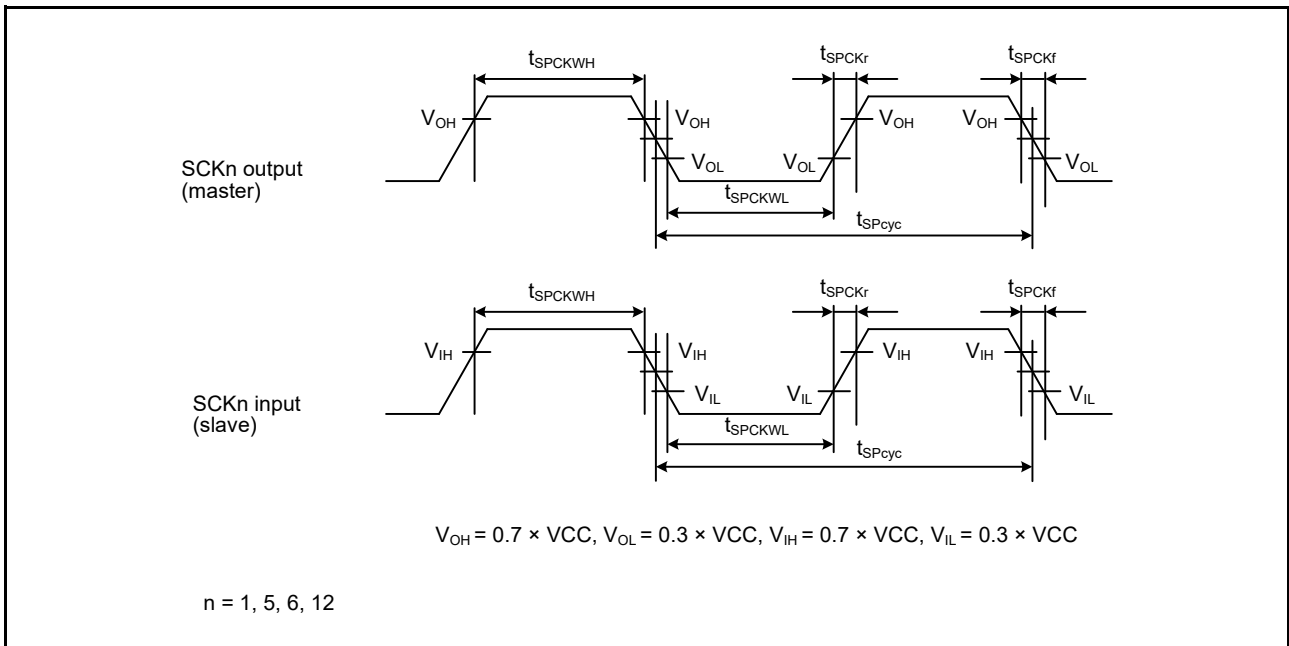 tSPCKWH
tSPCKr
tSPCKf
VOH
VOH
VOH
VOH
SCKn output
(master)
VOL
VOL
VOL
tSPCKWL
tSPcyc
tSPCKWH
tSPCKr
tSPCKf
VIH
VIH
VIH
VIH
SCKn input
(slave)
VIL
VIL
VIL
tSPCKWL
tSPcyc
VOH = 0.7 × VCC, VOL = 0.3 × VCC, VIH = 0.7 × VCC, VIL = 0.3 × VCC
n = 1, 5, 6, 12